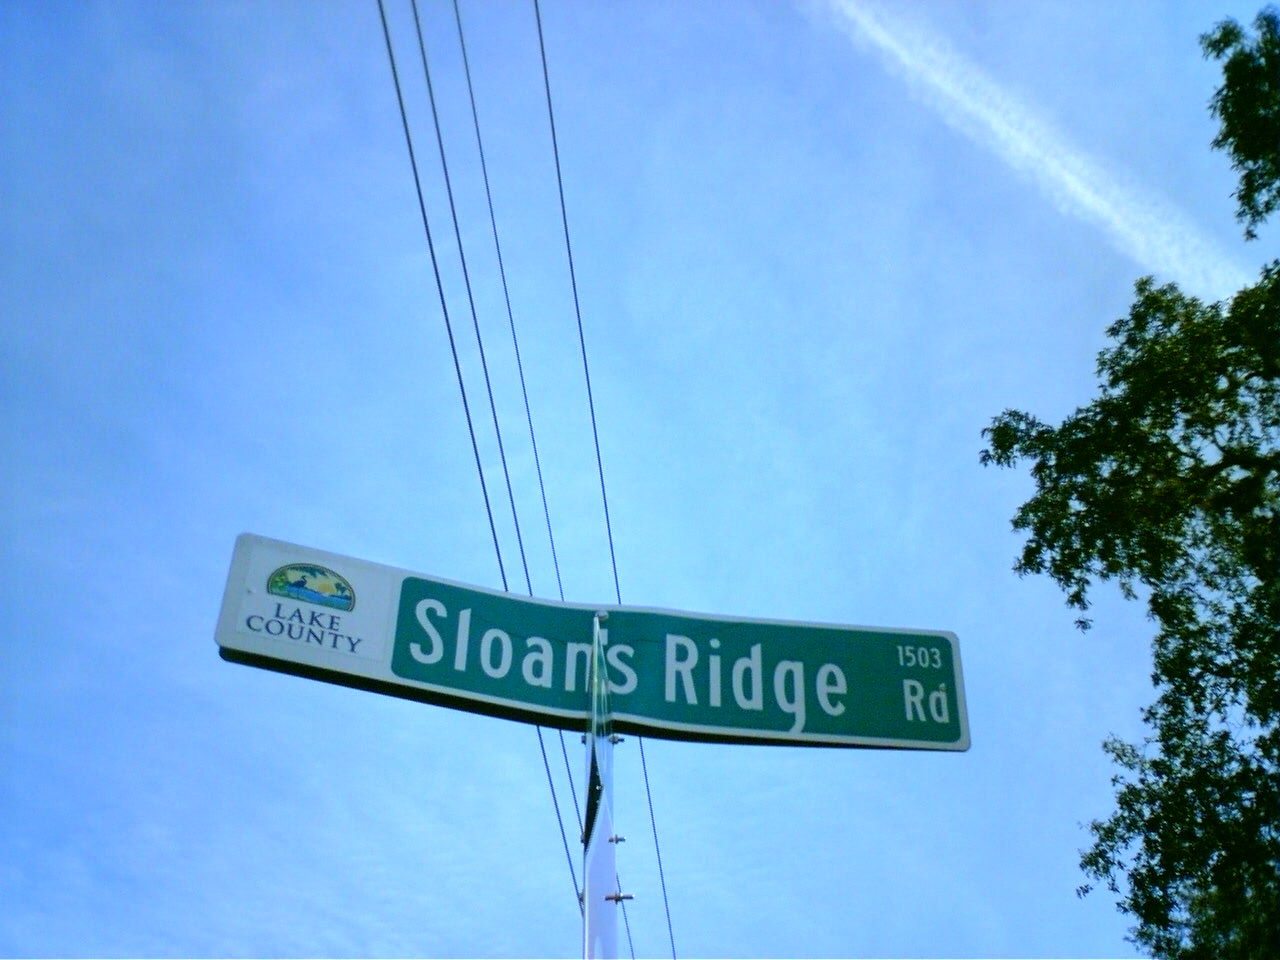 LAKE
COUNTY
Sloan's Ridge
1503
Rd